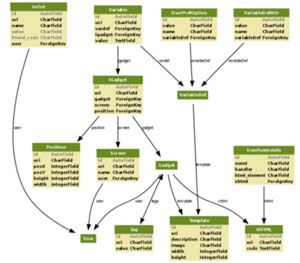 InOut
id AutoField
uri CharField
name CharField
value CharField
friend_code CharField
user ForeignKey
Variable
id AutoField
uri CharField
vardef ForeignKey
igadget ForeignKey
value TextField
UserPrefOption
id AutoField
value CharField
name CharField
variableDef ForeignKey
VariableDefAttr
id AutoField
value CharField
name CharField
variableDef ForeignKey
IGadget
id AutoField
uri CharField
gadget ForeignKey
screen ForeignKey
position ForeignKey
igadget
vardef
variableDef
variableDef
VariableDef
position
screen
gadget
user
Position
id AutoField
uri CharField
posX IntegerField
posY IntegerField
height IntegerField
width IntegerField
Screen
id AutoField
uri CharField
name CharField
user ForeignKey
Gadget
UserEventsInfo
id AutoField
event CharField
handler CharField
html_element CharField
xhtml ForeignKey
template
user
user
tags
template
xhtml
xhtml
User
Tag
id AutoField
uri CharField
value CharField
Template
id AutoField
uri CharField
description CharField
image CharField
width IntegerField
height IntegerField
XHTML
id AutoField
uri CharField
code TextField